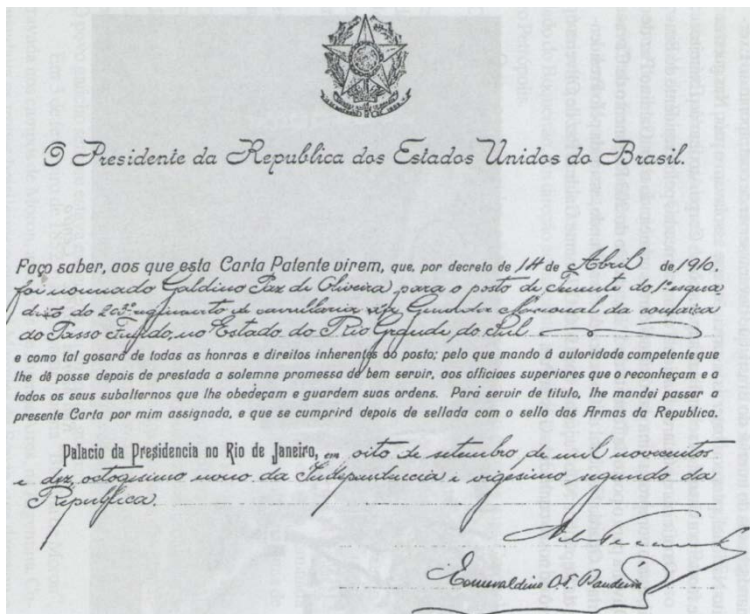 O Presidente da Republica dos Estados Unidos do Brasil.
Faço saber, aos que esta Carta Patente virem, que, por decreto de 14 de Abril de 1910,
foi nomeado Galdino Paz de Oliveira para o posto de tenente do 1º esqua
drão do 205º regimento de cavallaria da Guarda Nacional da comarca
do Passo Fundo, no Estado do Rio Grande do Sul
e como tal gosará de todas as honras e direitos inherentes ao posto; pelo que mando á autoridade competente que
lhe dê posse depois de prestada a solemne promessa de bem servir, aos officiaes superiores que o reconheçam e a
todos os seus subalternos que lhe obedeçam e guardem suas ordens. Para servir de titulo, lhe mandei passar a
presente Carta por mim assignada, e que se cumprirá depois de sellada com o sello das Armas da Republica.
Palacio da Presidencia no Rio de Janeiro, em oito de setembro de mil novecentos
e dez, octogesimo nono da Independencia e vigesimo segundo da
Republica.
Esmeraldino O. T. Bandeira